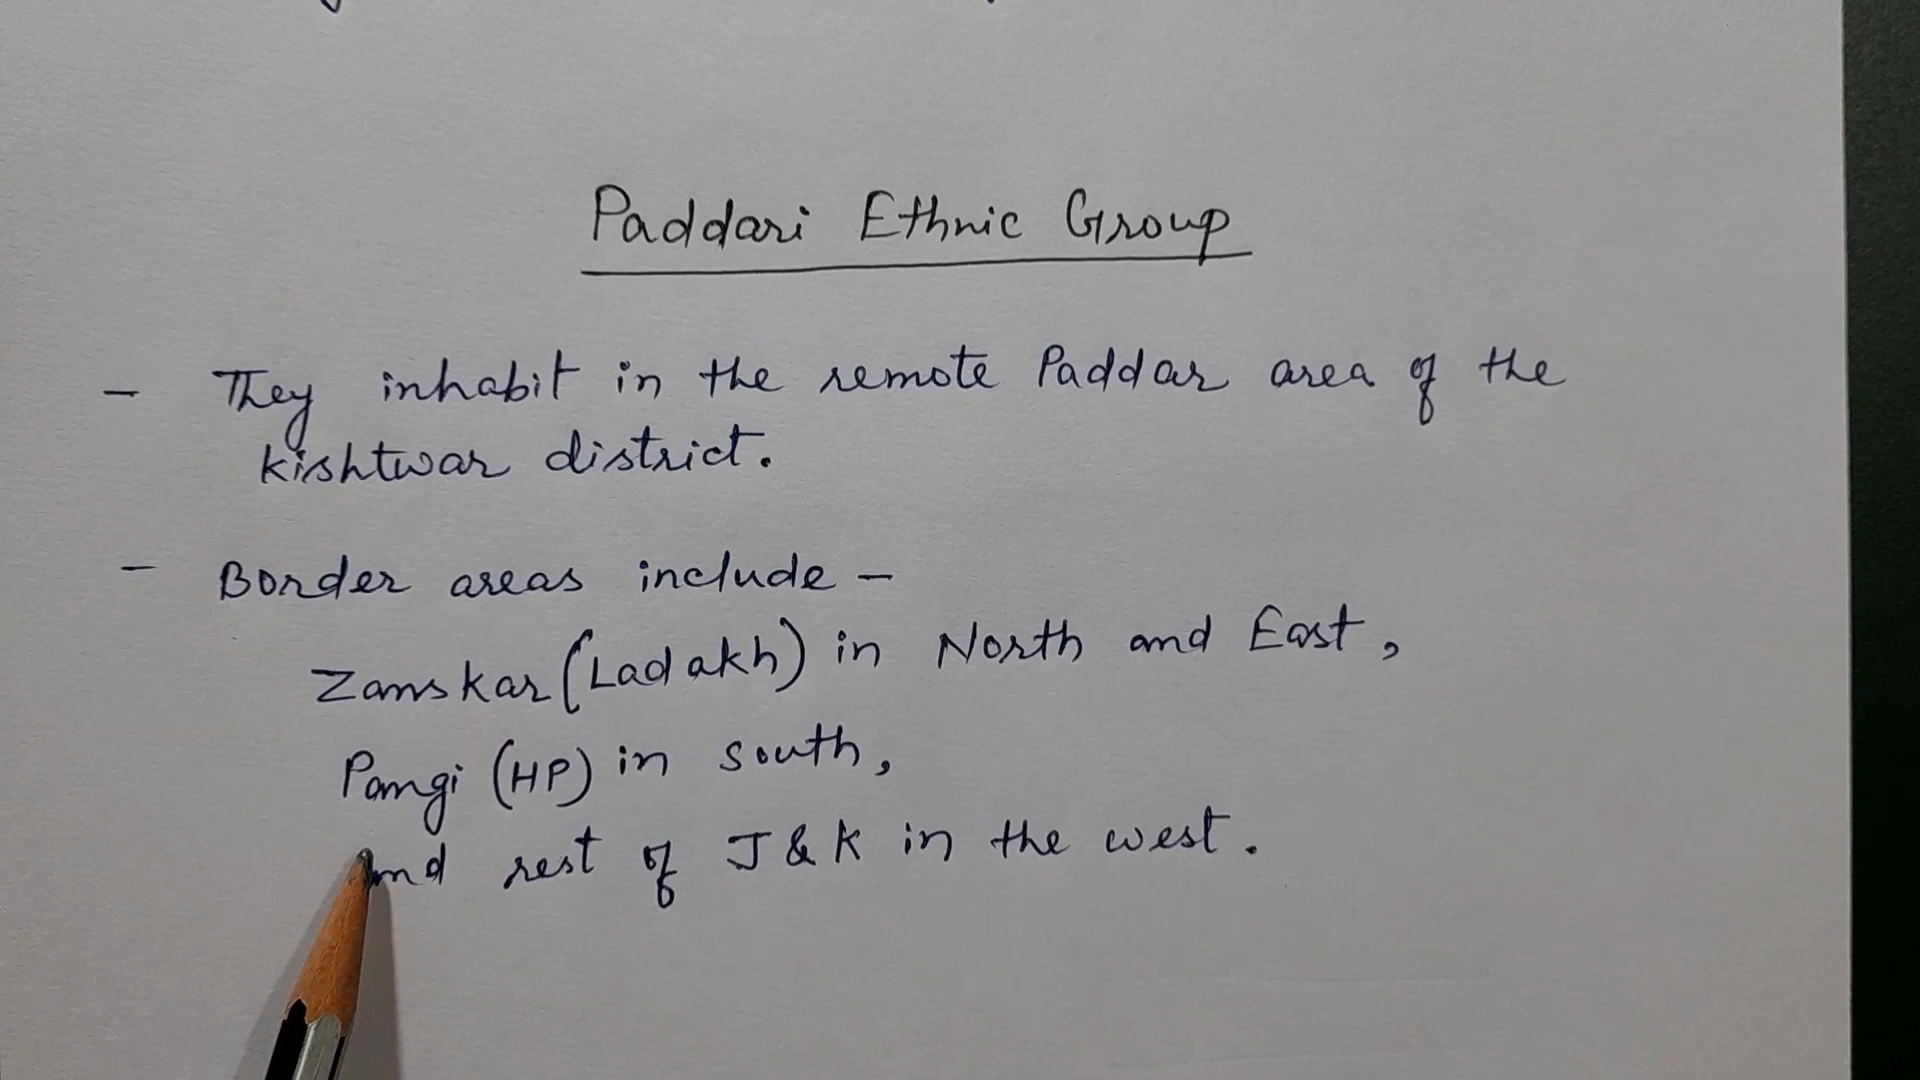 Paddari Ethnic Group
- They inhabit in the remote Paddar area of the
kishtwar district.
- Border areas include -
Zanskar (Ladakh) in North and East,
Pangi (HP) in south,
and rest of J & K in the west.